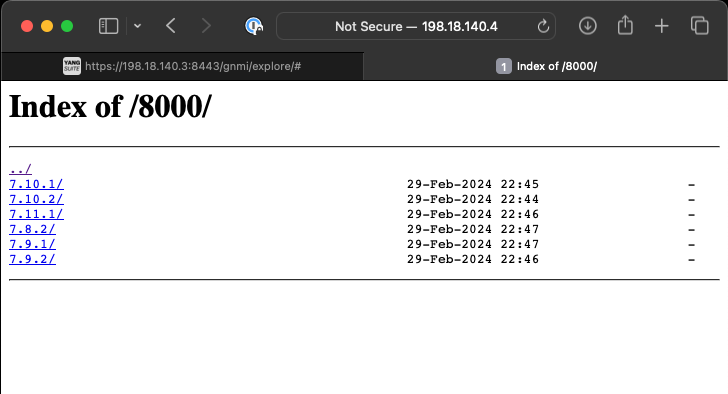 Not Secure — 198.18.140.4
YANG SUITE https://198.18.140.3:8443/gnmi/explore/#
1 Index of /8000/
Index of /8000/
../
7.10.1/ 29-Feb-2024 22:45 -
7.10.2/ 29-Feb-2024 22:44 -
7.11.1/ 29-Feb-2024 22:46 -
7.8.2/ 29-Feb-2024 22:47 -
7.9.1/ 29-Feb-2024 22:47 -
7.9.2/ 29-Feb-2024 22:46 -